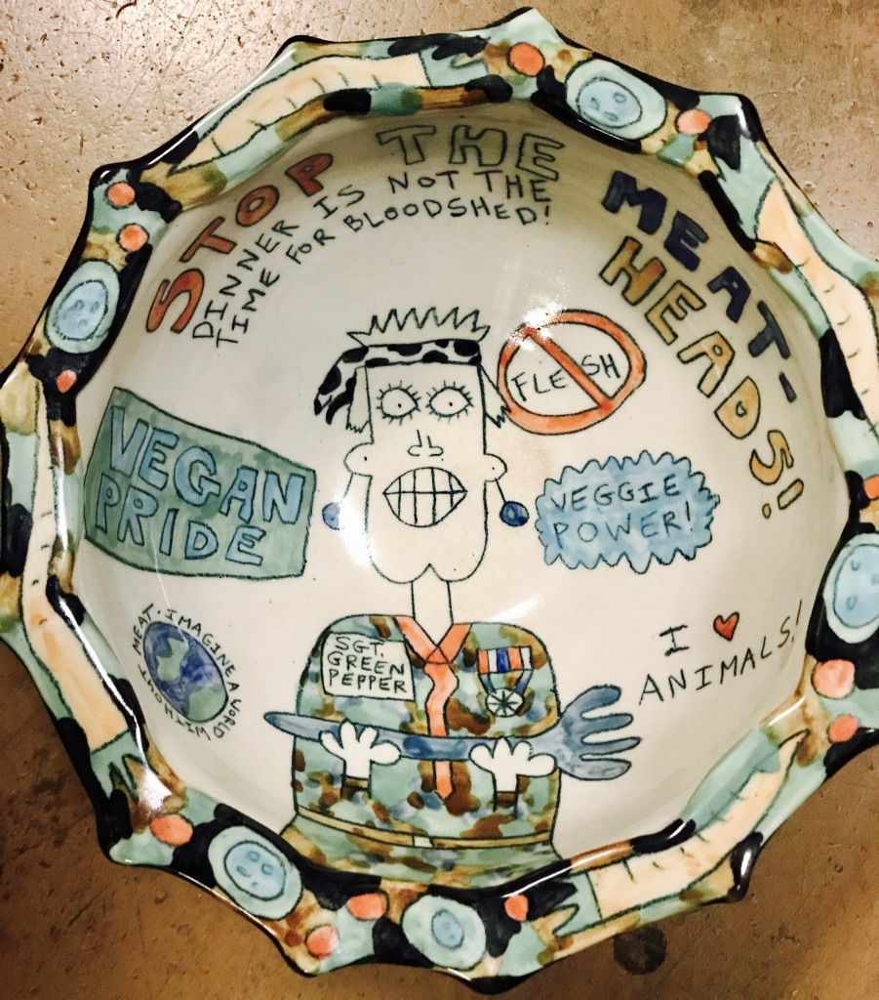 STOP THE
MEAT-
HEADS!
DINNER IS NOT THE
TIME FOR BLOODSHED!
FLESH
VEGAN
PRIDE
VEGGIE
POWER!
IMAGINE A WORLD WITHOUT MEAT.
SGT.
GREEN
PEPPER
I ♥
ANIMALS!